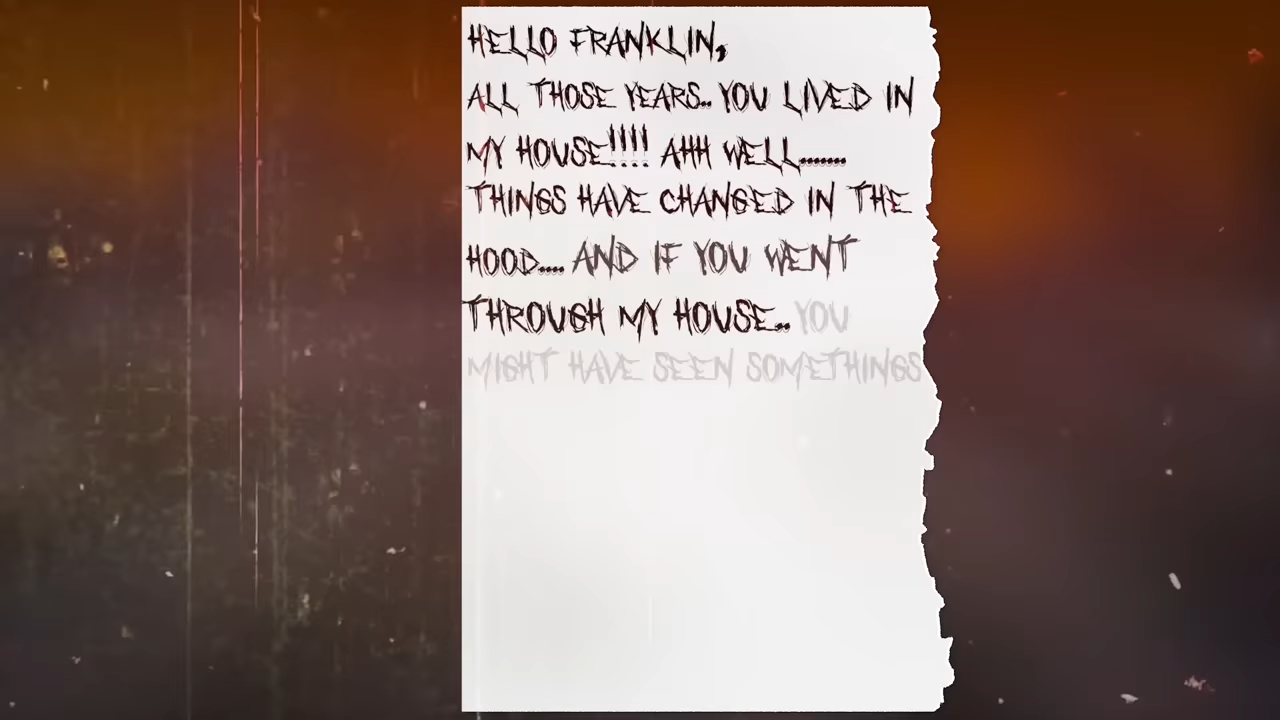 HELLO FRANKLIN,
ALL THOSE YEARS.. YOU LIVED IN
MY HOUSE!!!! AHH WELL.......
THINGS HAVE CHANGED IN THE
HOOD.... AND IF YOU WENT
THROUGH MY HOUSE.. YOU
MIGHT HAVE SEEN SOMETHINGS